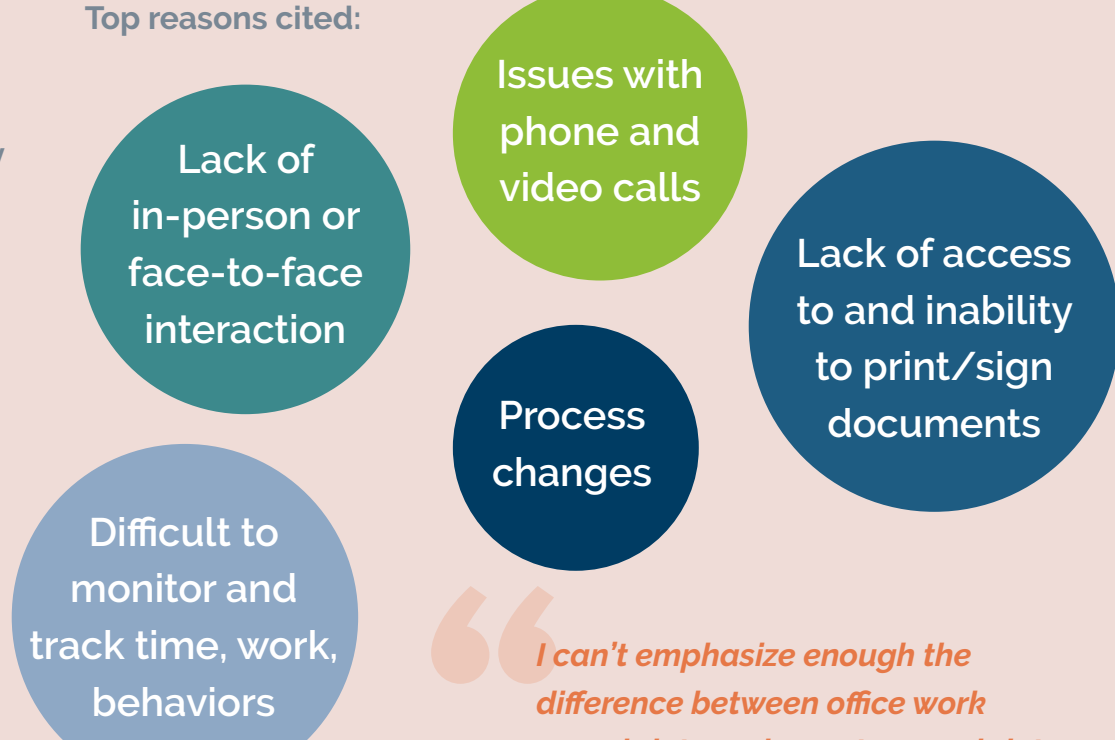 Top reasons cited:
Issues with
phone and
video calls
Lack of
in-person or
face-to-face
interaction
Lack of access
to and inability
to print/sign
documents
Process
changes
Difficult to
monitor and
track time, work,
behaviors
“
I can’t emphasize enough the
difference between office work